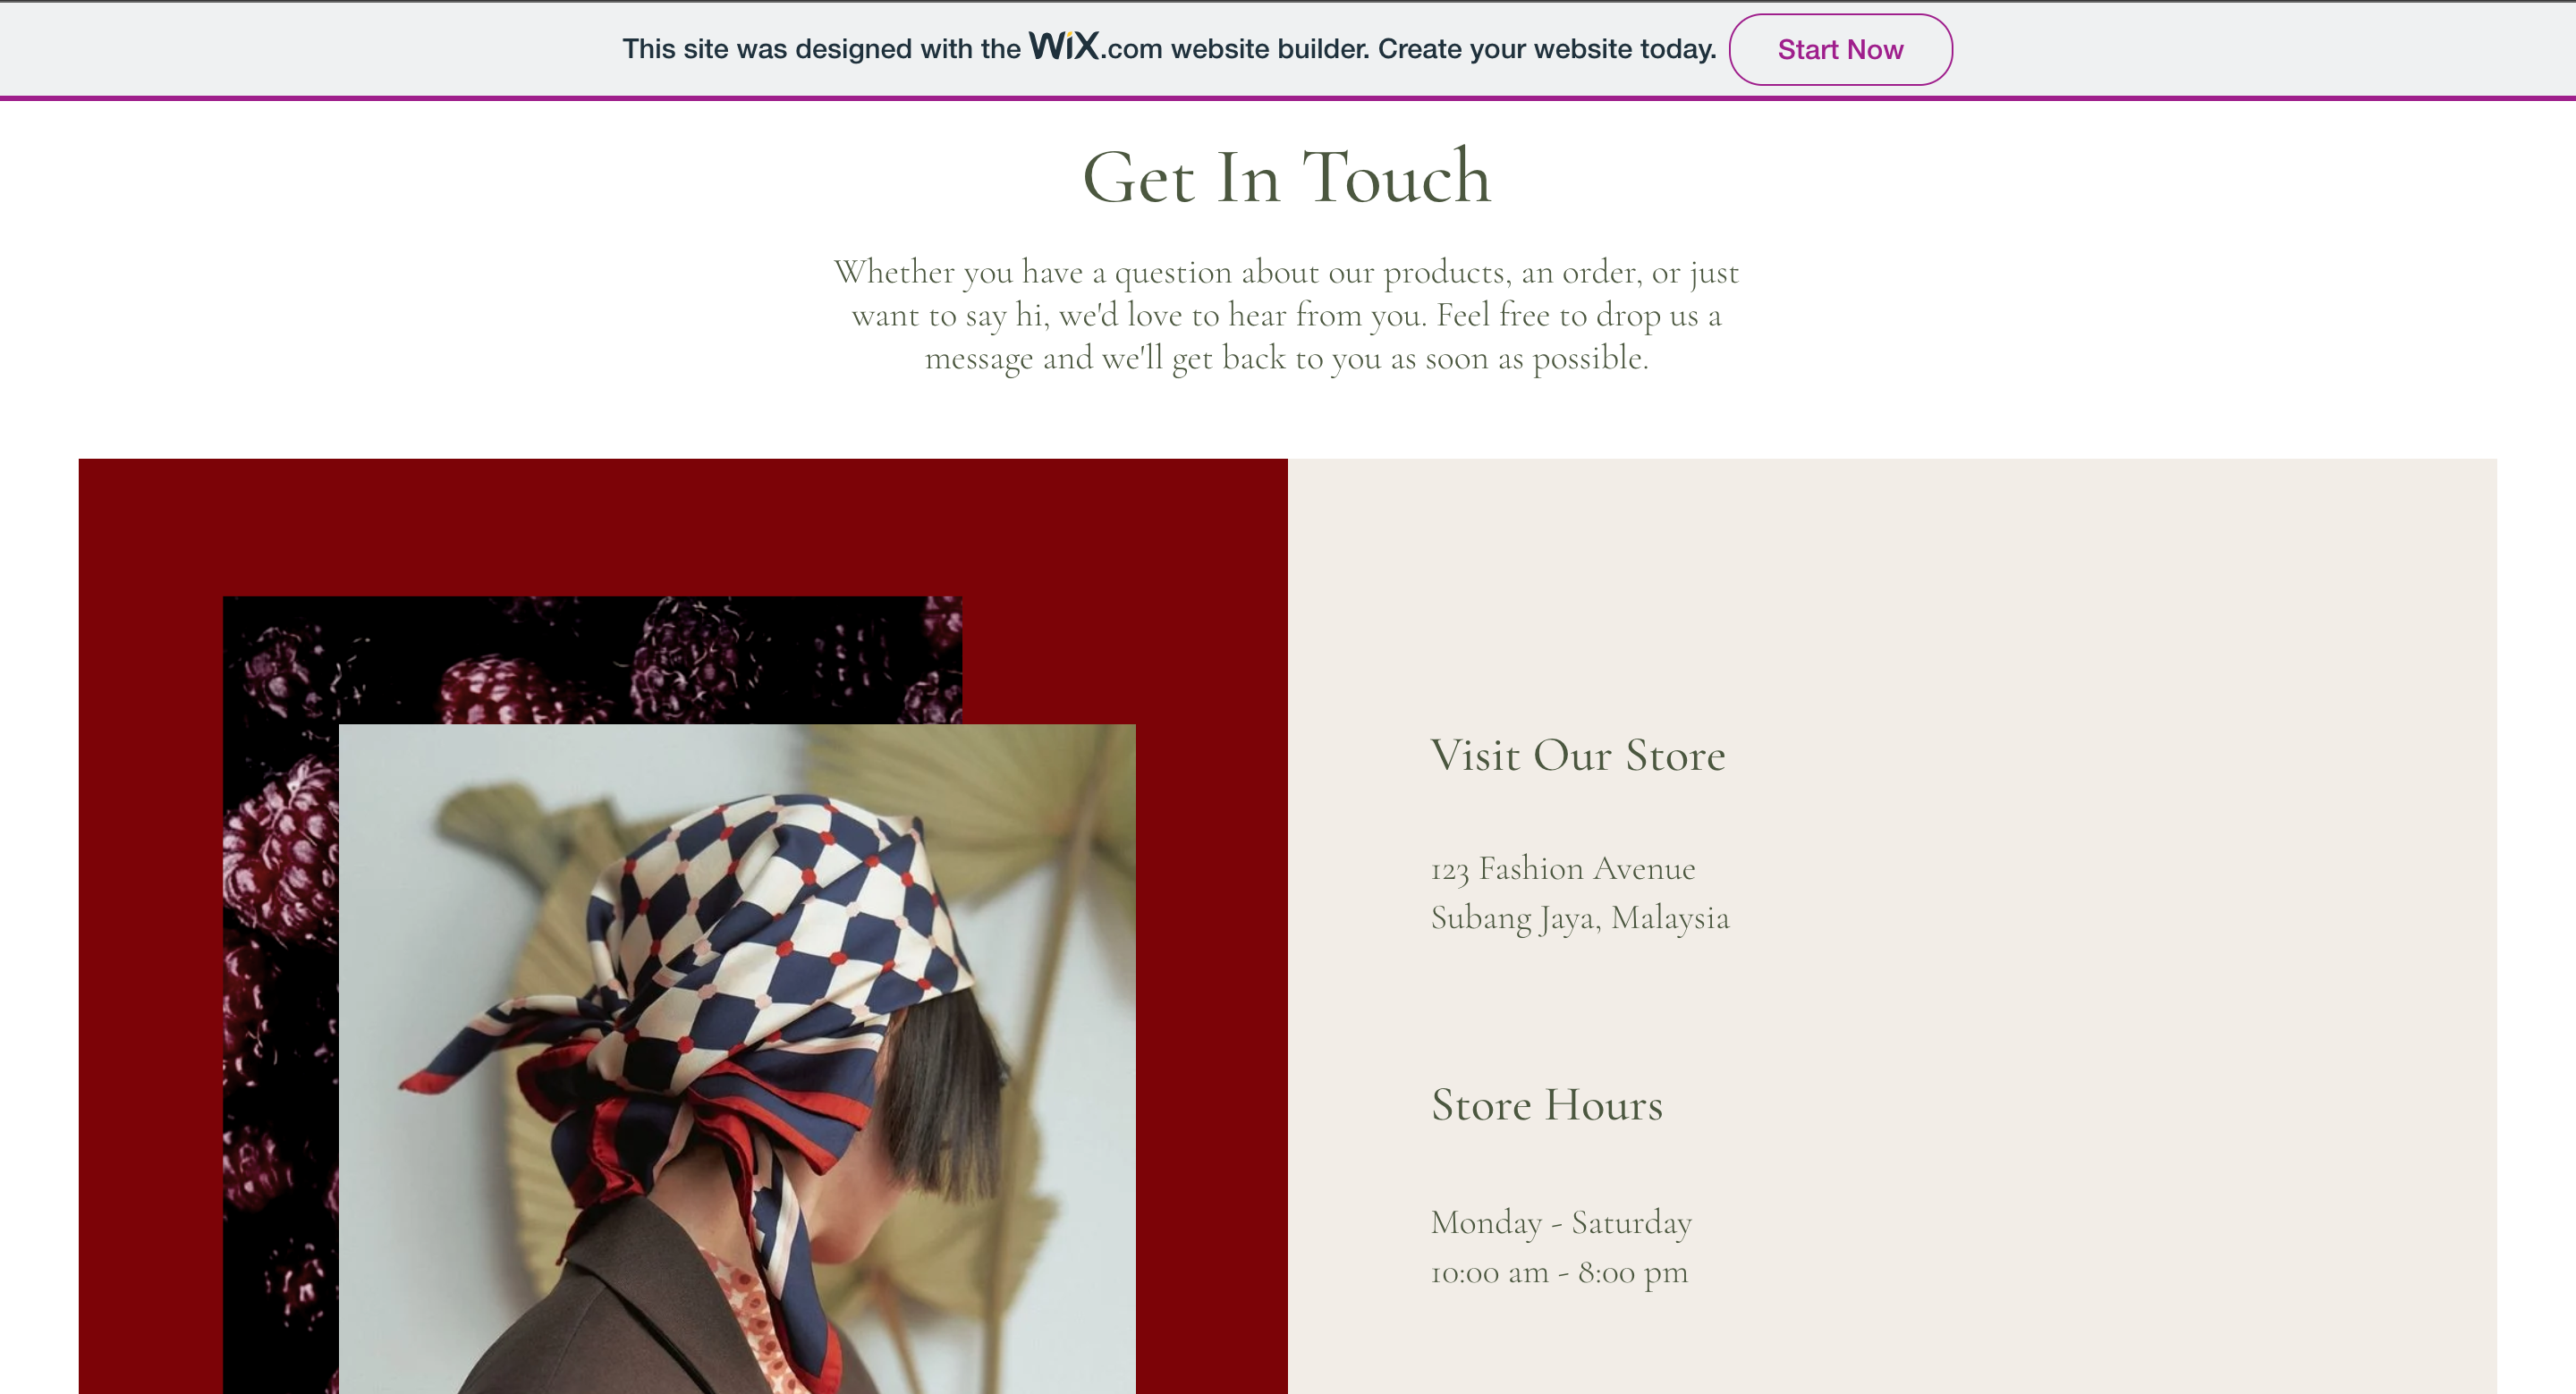 This site was designed with the WiX.com website builder. Create your website today. Start Now
Get In Touch
Whether you have a question about our products, an order, or just
want to say hi, we'd love to hear from you. Feel free to drop us a
message and we'll get back to you as soon as possible.
Visit Our Store
123 Fashion Avenue
Subang Jaya, Malaysia
Store Hours
Monday - Saturday
10:00 am - 8:00 pm